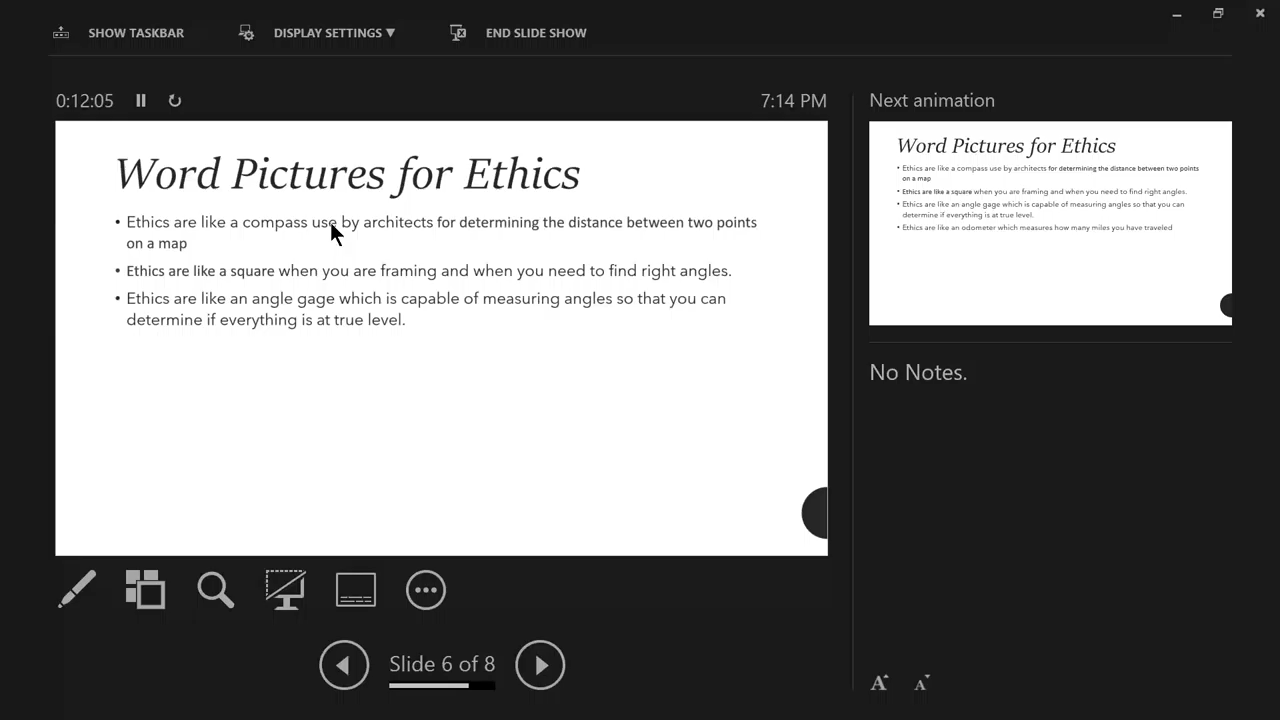 SHOW TASKBAR
DISPLAY SETTINGS ▼
END SLIDE SHOW
0:12:05
7:14 PM
Word Pictures for Ethics
• Ethics are like a compass use by architects for determining the distance between two points
on a map
• Ethics are like a square when you are framing and when you need to find right angles.
• Ethics are like an angle gage which is capable of measuring angles so that you can
determine if everything is at true level.
Slide 6 of 8
Next animation
Word Pictures for Ethics
• Ethics are like a compass use by architects for determining the distance between two points
on a map
• Ethics are like a square when you are framing and when you need to find right angles.
• Ethics are like an angle gage which is capable of measuring angles so that you can
determine if everything is at true level.
• Ethics are like an odometer which measures how many miles you have traveled
No Notes.
A A